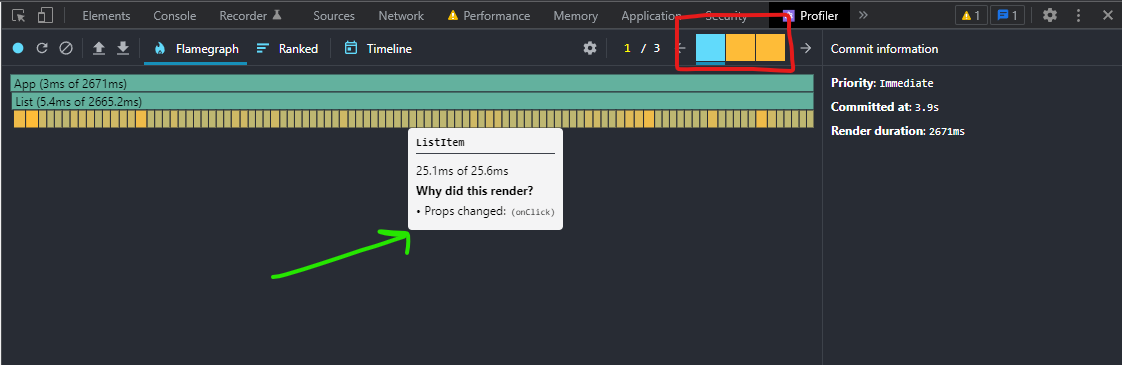 Elements Console Recorder Sources Network Performance Memory Application Security Profiler 1 1
Flamegraph Ranked Timeline 1 / 3 Commit information
App (3ms of 2671ms)
List (5.4ms of 2665.2ms)
Priority: Immediate
Committed at: 3.9s
Render duration: 2671ms
ListItem
25.1ms of 25.6ms
Why did this render?
• Props changed: (onClick)